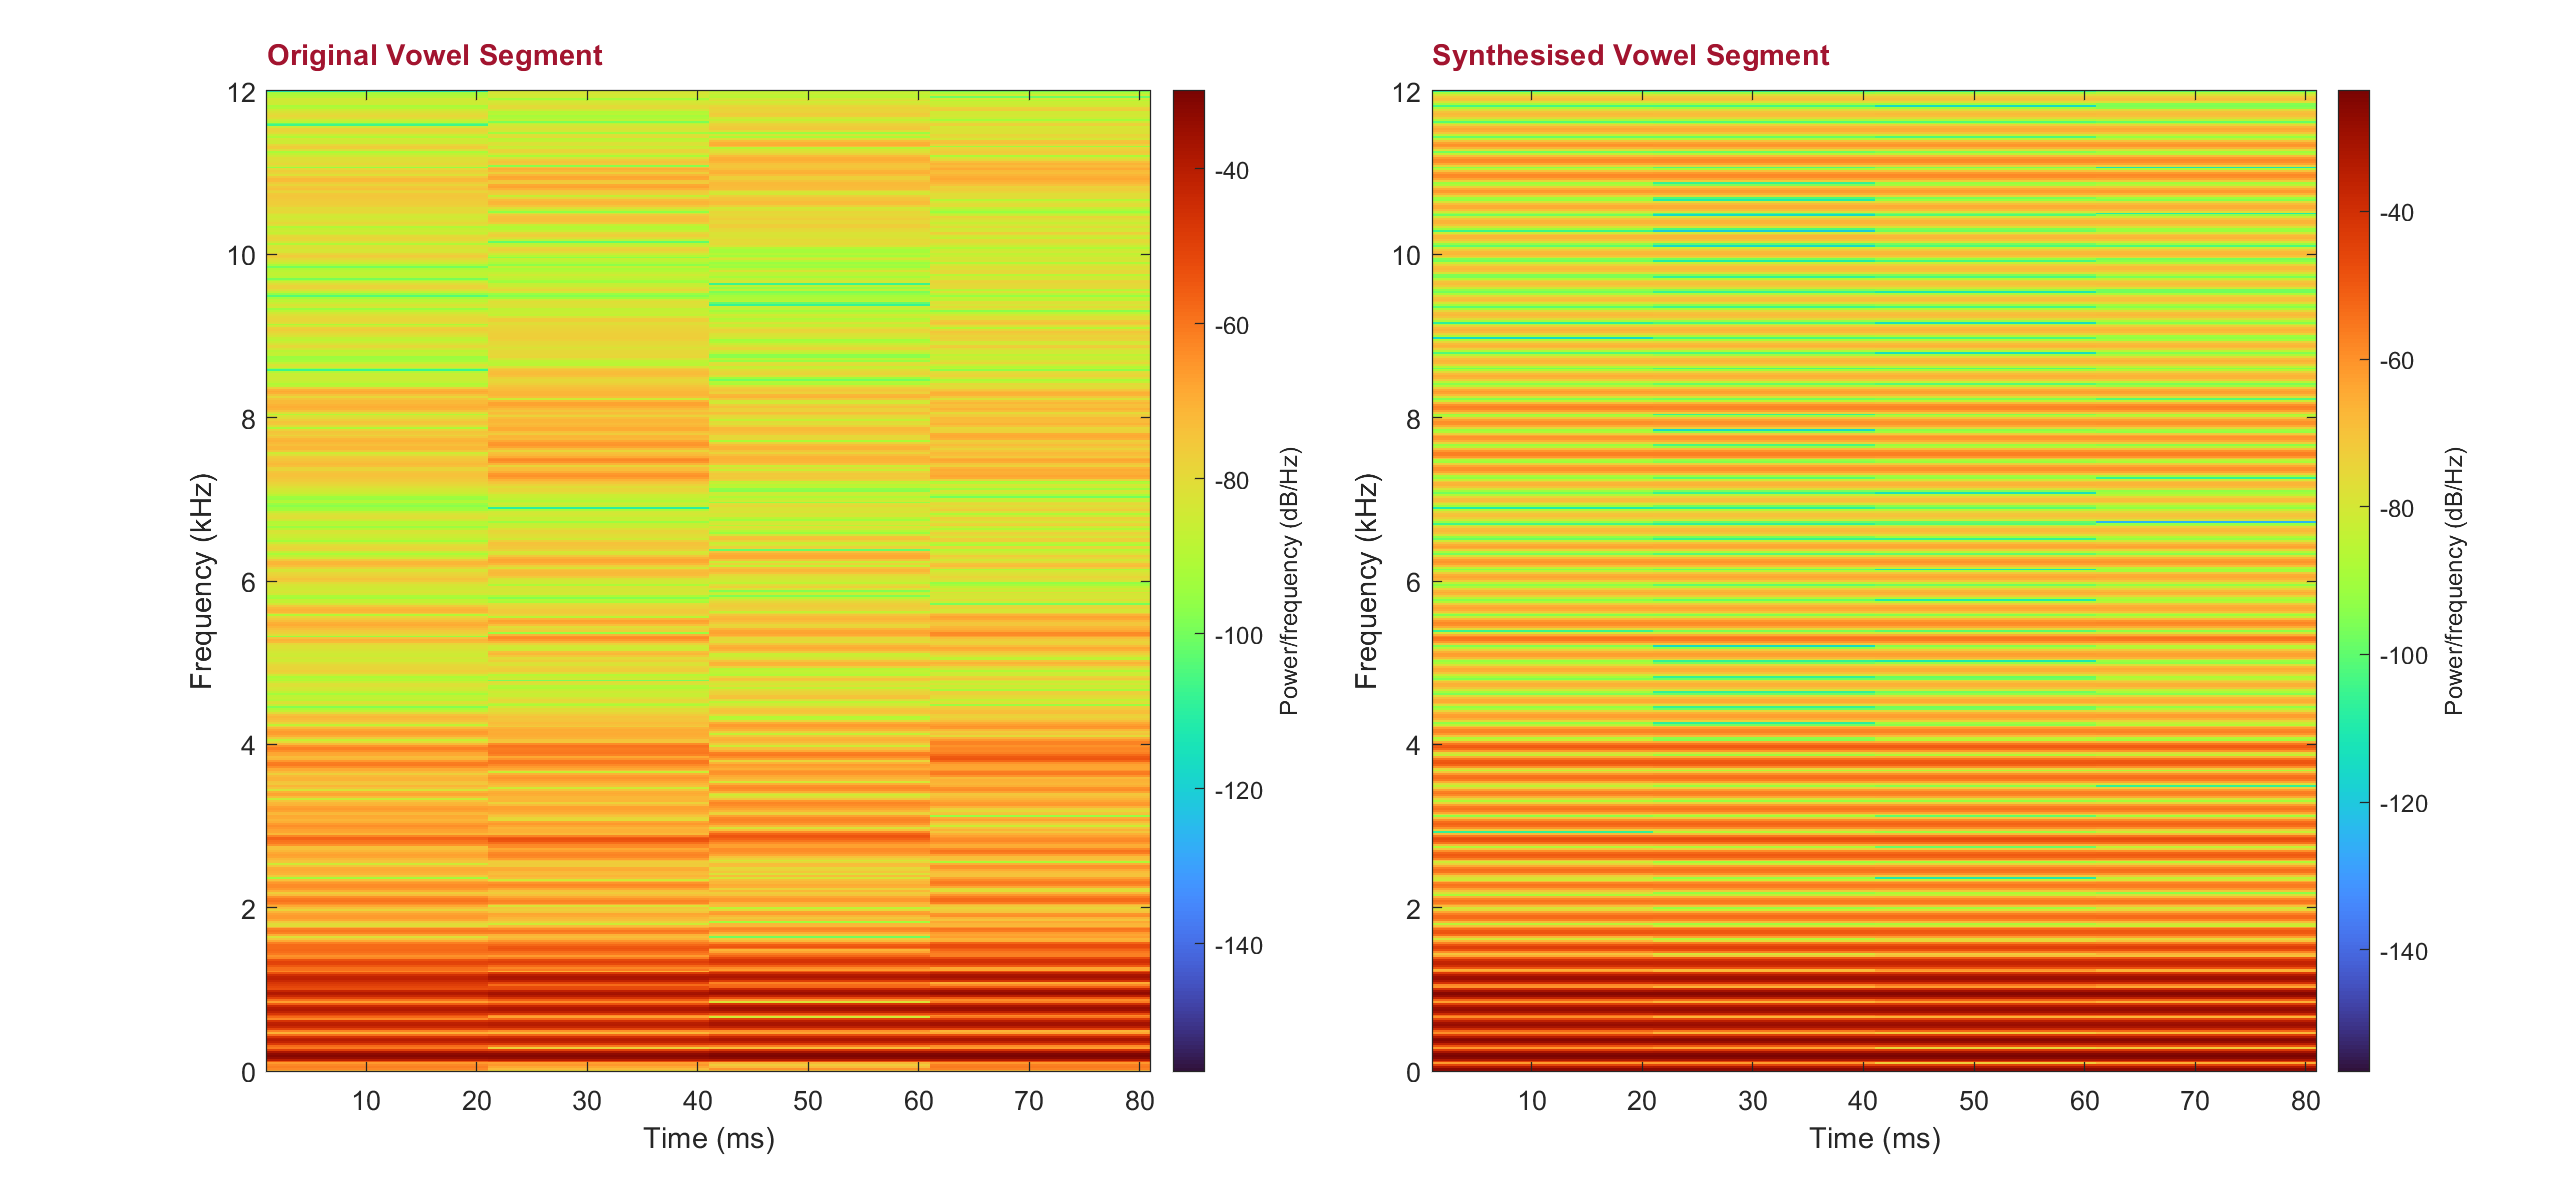 Original Vowel Segment
12
10
8
6
4
2
0
Frequency (kHz)
10 20 30 40 50 60 70 80
Time (ms)
-40
-60
-80
-100
-120
-140
Power/frequency (dB/Hz)
Synthesised Vowel Segment
12
10
8
6
4
2
0
Frequency (kHz)
10 20 30 40 50 60 70 80
Time (ms)
-40
-60
-80
-100
-120
-140
Power/frequency (dB/Hz)